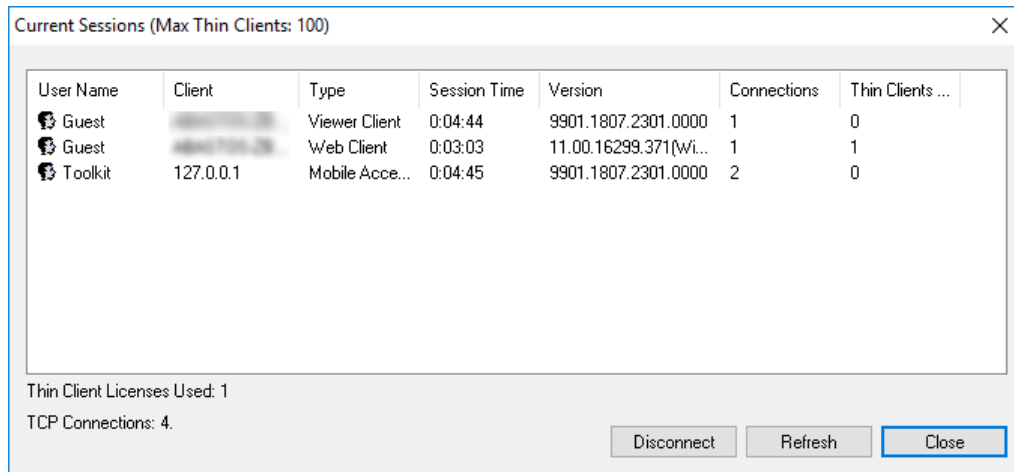 Current Sessions (Max Thin Clients: 100)
User Name Client Type Session Time Version Connections Thin Clients ...
Guest Viewer Client 0:04:44 9901.1807.2301.0000 1 0
Guest Web Client 0:03:03 11.00.16299.371(Wi... 1 1
Toolkit 127.0.0.1 Mobile Acce... 0:04:45 9901.1807.2301.0000 2 0
Thin Client Licenses Used: 1
TCP Connections: 4.
Disconnect Refresh Close